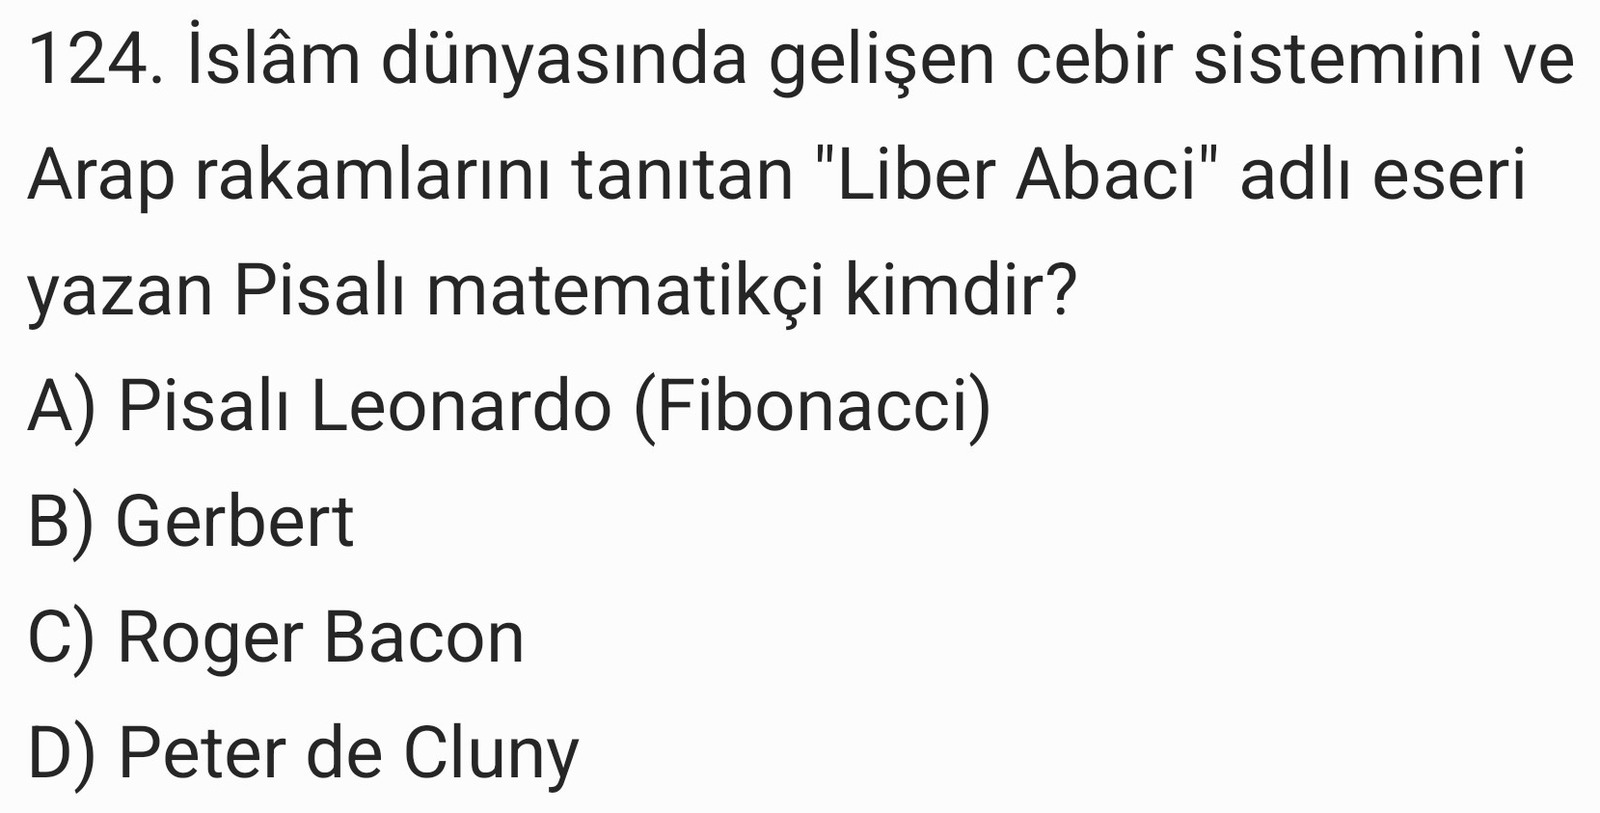 124. İslâm dünyasında gelişen cebir sistemini ve
Arap rakamlarını tanıtan "Liber Abaci" adlı eseri
yazan Pisalı matematikçi kimdir?
A) Pisalı Leonardo (Fibonacci)
B) Gerbert
C) Roger Bacon
D) Peter de Cluny